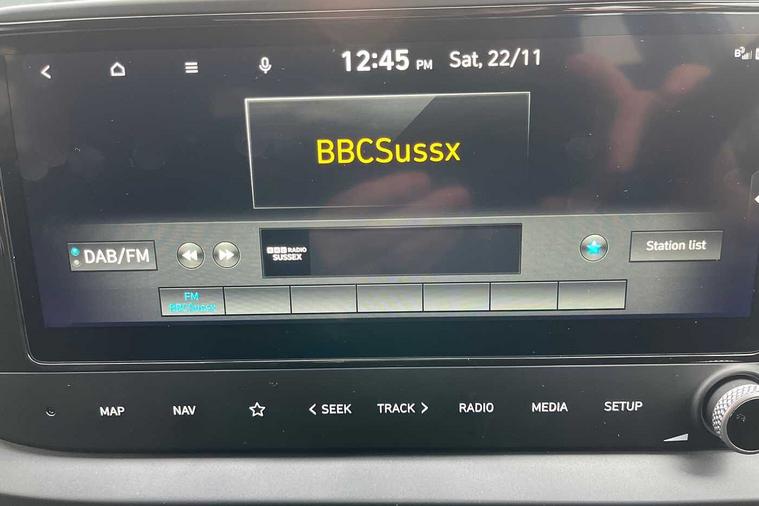 12:45 PM Sat, 22/11
BBCSussx
DAB/FM
BBC RADIO
SUSSEX
Station list
FM
BBCSussx
MAP NAV SEEK TRACK RADIO MEDIA SETUP